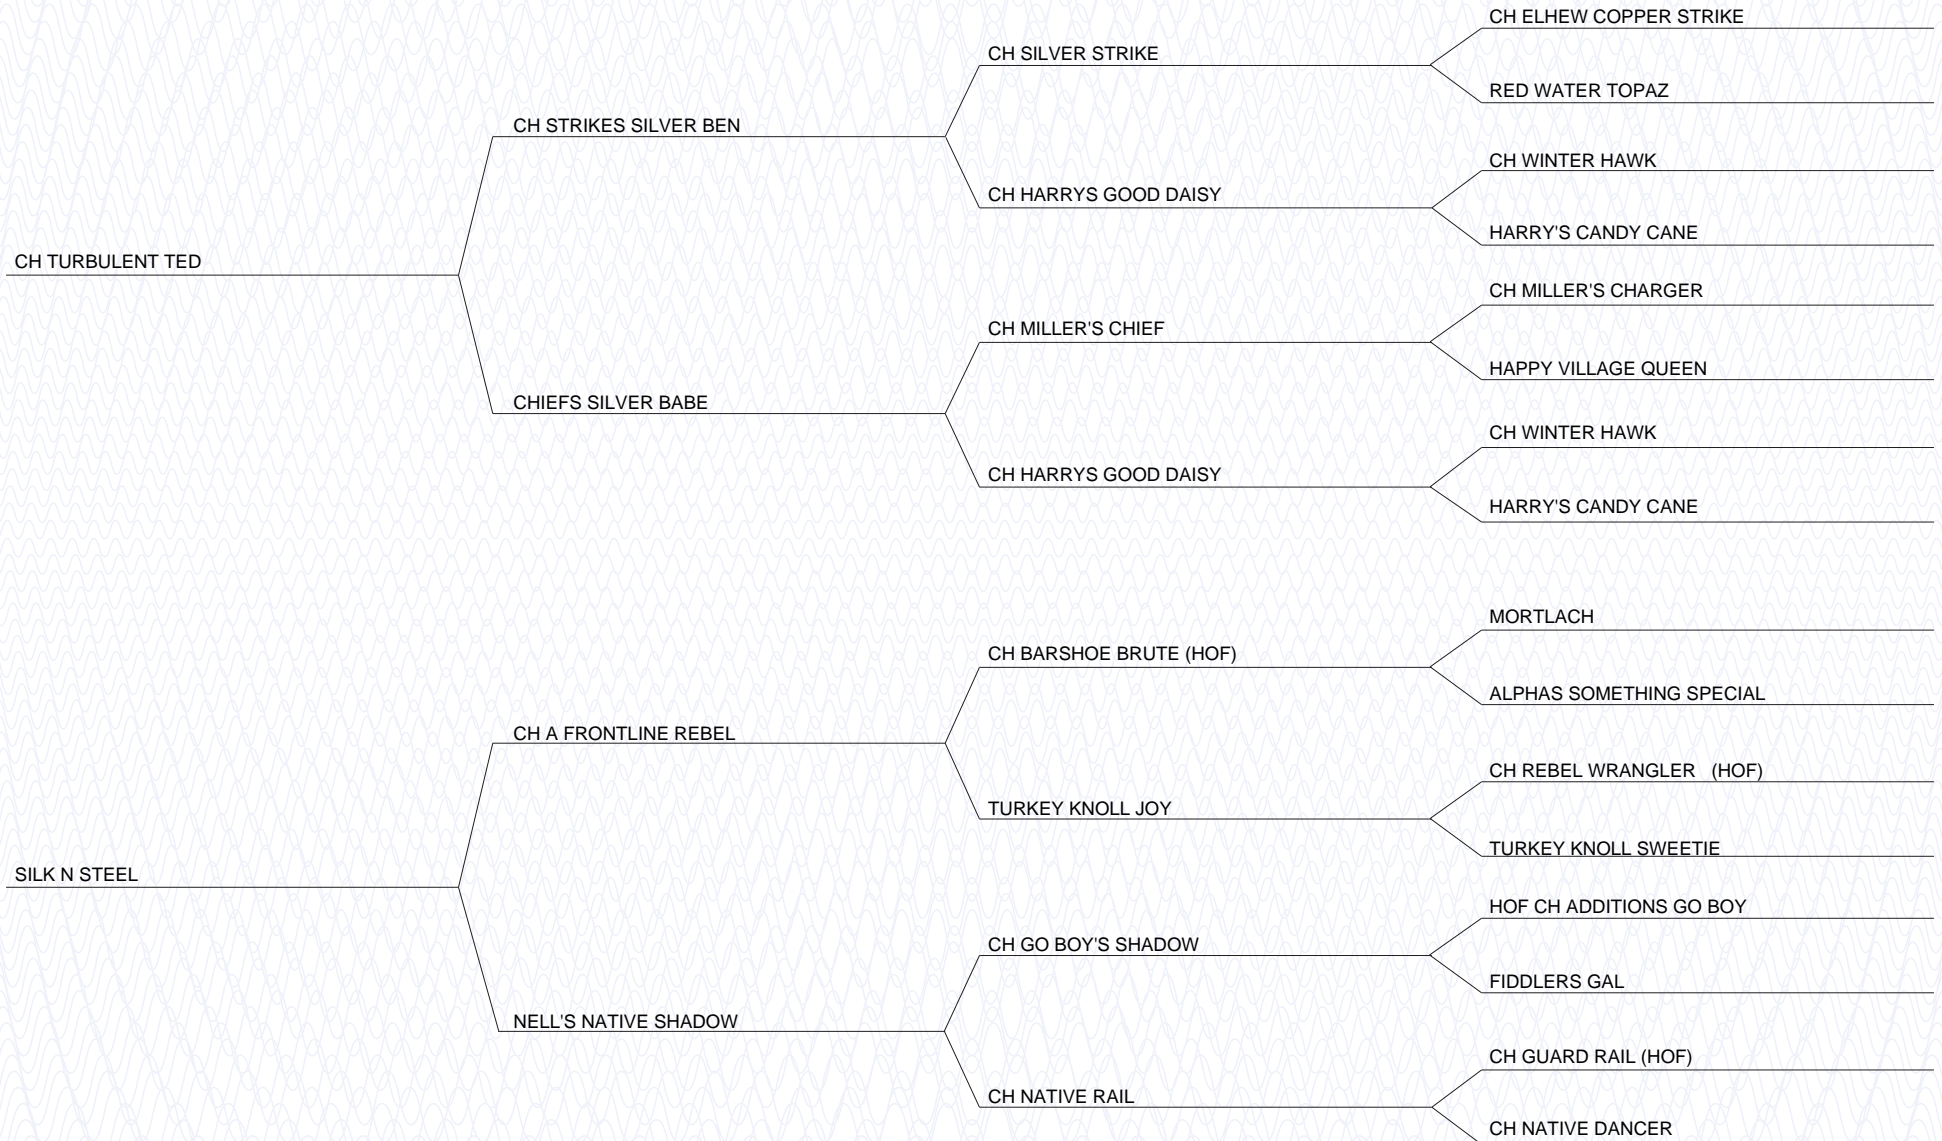 CH ELHEW COPPER STRIKE
CH SILVER STRIKE
RED WATER TOPAZ
CH STRIKES SILVER BEN
CH WINTER HAWK
CH HARRYS GOOD DAISY
HARRY'S CANDY CANE
CH TURBULENT TED
CH MILLER'S CHARGER
CH MILLER'S CHIEF
HAPPY VILLAGE QUEEN
CHIEFS SILVER BABE
CH WINTER HAWK
CH HARRYS GOOD DAISY
HARRY'S CANDY CANE
MORTLACH
CH BARSHOE BRUTE (HOF)
ALPHAS SOMETHING SPECIAL
CH A FRONTLINE REBEL
CH REBEL WRANGLER (HOF)
TURKEY KNOLL JOY
TURKEY KNOLL SWEETIE
SILK N STEEL
HOF CH ADDITIONS GO BOY
CH GO BOY'S SHADOW
FIDDLERS GAL
NELL'S NATIVE SHADOW
CH GUARD RAIL (HOF)
CH NATIVE RAIL
CH NATIVE DANCER